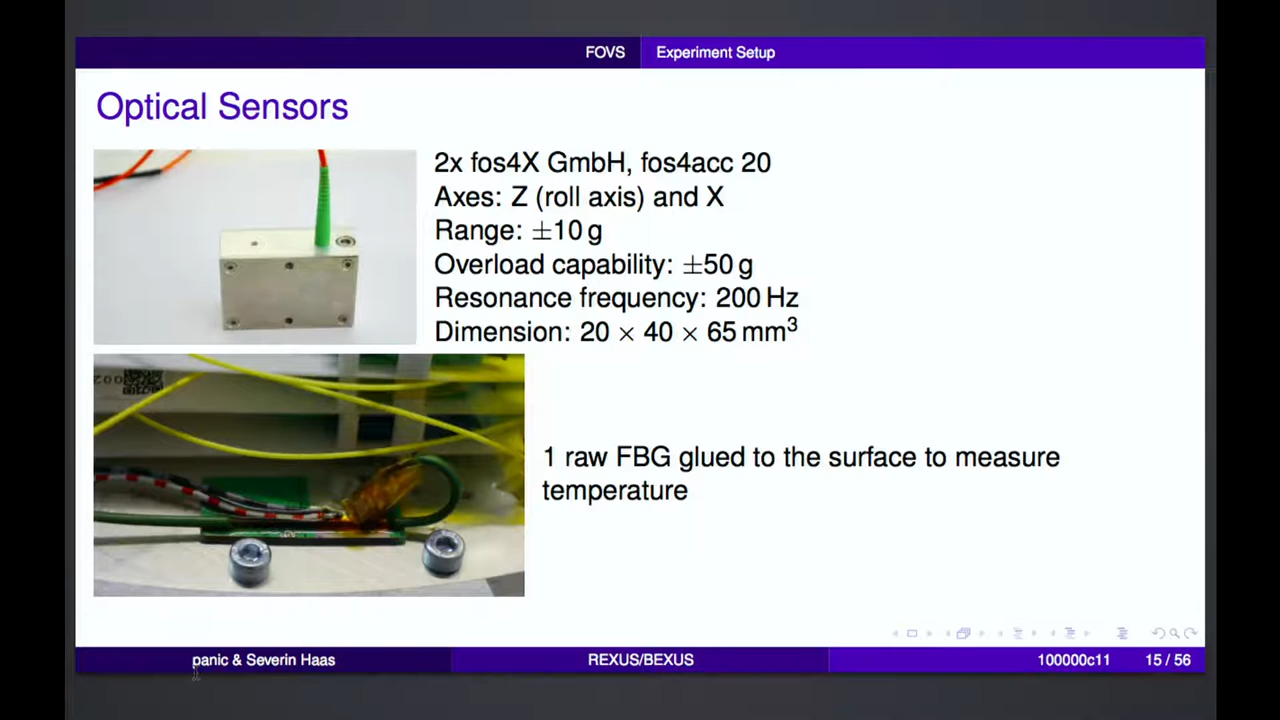 FOVS
Experiment Setup
Optical Sensors
2x fos4X GmbH, fos4acc 20
Axes: Z (roll axis) and X
Range: ±10 g
Overload capability: ±50 g
Resonance frequency: 200 Hz
Dimension: 20 × 40 × 65 mm³
1 raw FBG glued to the surface to measure
temperature
panic & Severin Haas
REXUS/BEXUS
100000c11
15 / 56